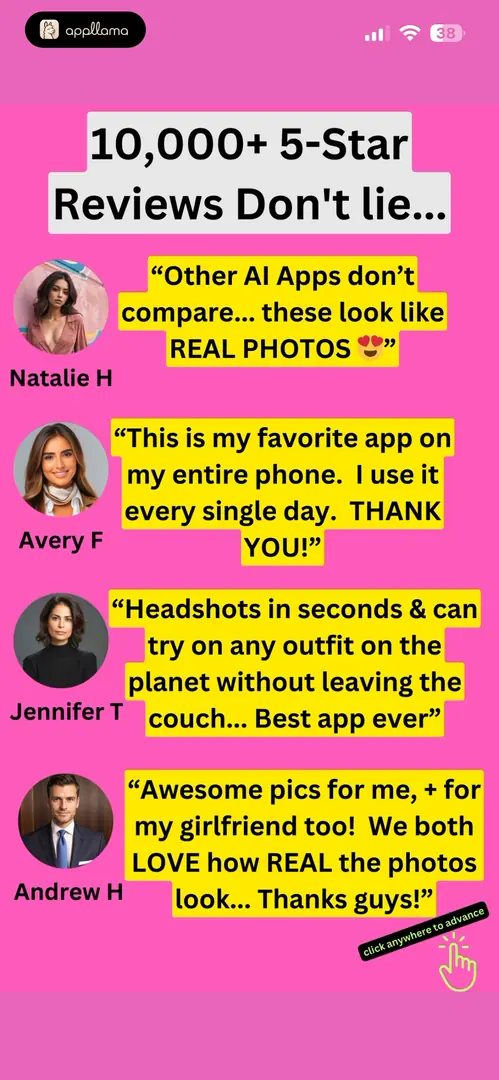 appllama
38
10,000+ 5-Star
Reviews Don't lie...
“Other AI Apps don’t
compare... these look like
REAL PHOTOS 😍”
Natalie H
“This is my favorite app on
my entire phone.  I use it
every single day.  THANK
YOU!”
Avery F
“Headshots in seconds & can
try on any outfit on the
planet without leaving the
couch... Best app ever”
Jennifer T
“Awesome pics for me, + for
my girlfriend too!  We both
LOVE how REAL the photos
look... Thanks guys!”
Andrew H
click anywhere to advance